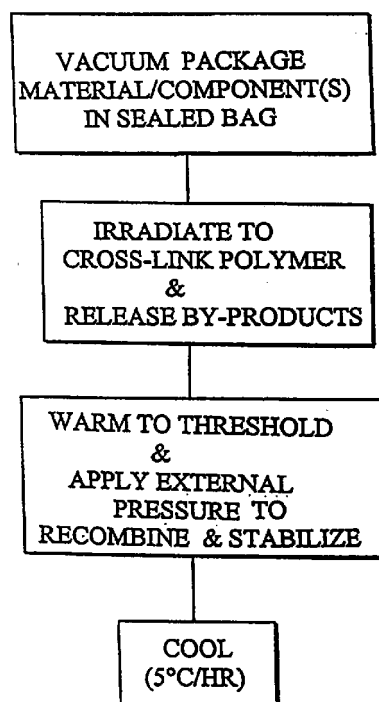 VACUUM PACKAGE
MATERIAL/COMPONENT(S)
IN SEALED BAG
IRRADIATE TO
CROSS-LINK POLYMER
&
RELEASE BY-PRODUCTS
WARM TO THRESHOLD
&
APPLY EXTERNAL
PRESSURE TO
RECOMBINE & STABILIZE
COOL
(5°C/HR)